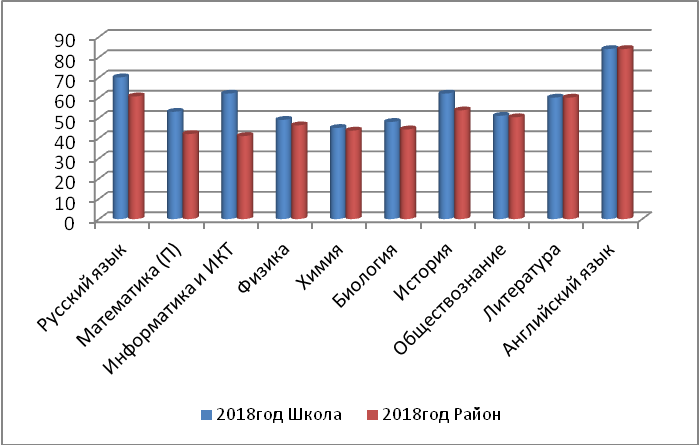 90
80
70
60
50
40
30
20
10
0
Русский язык
Математика (П)
Информатика и ИКТ
Физика
Химия
Биология
История
Обществознание
Литература
Английский язык
2018год Школа
2018год Район